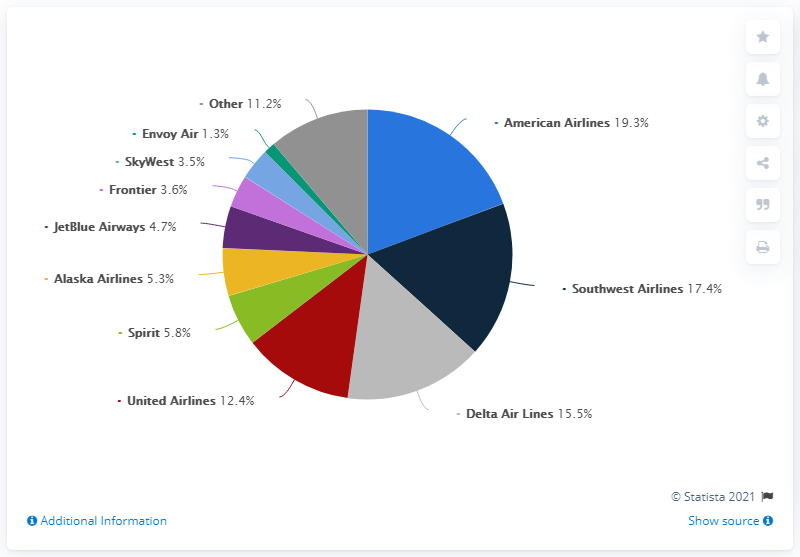 Other 11.2%
American Airlines 19.3%
Envoy Air 1.3%
SkyWest 3.5%
Frontier 3.6%
JetBlue Airways 4.7%
Alaska Airlines 5.3%
Southwest Airlines 17.4%
Spirit 5.8%
United Airlines 12.4%
Delta Air Lines 15.5%
© Statista 2021
Additional Information
Show source